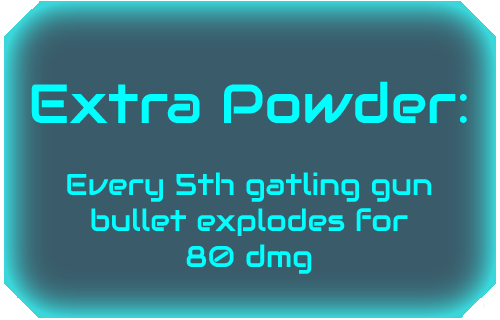 Extra Powder:
Every 5th gatling gun
bullet explodes for
80 dmg